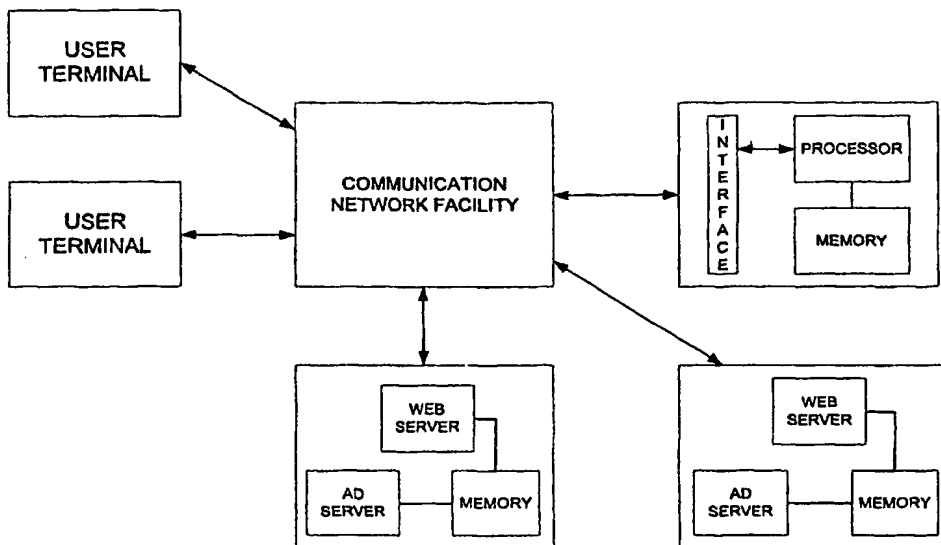 USER
TERMINAL
USER
TERMINAL
COMMUNICATION
NETWORK FACILITY
INTERFACE
PROCESSOR
MEMORY
WEB
SERVER
AD
SERVER
MEMORY
WEB
SERVER
AD
SERVER
MEMORY